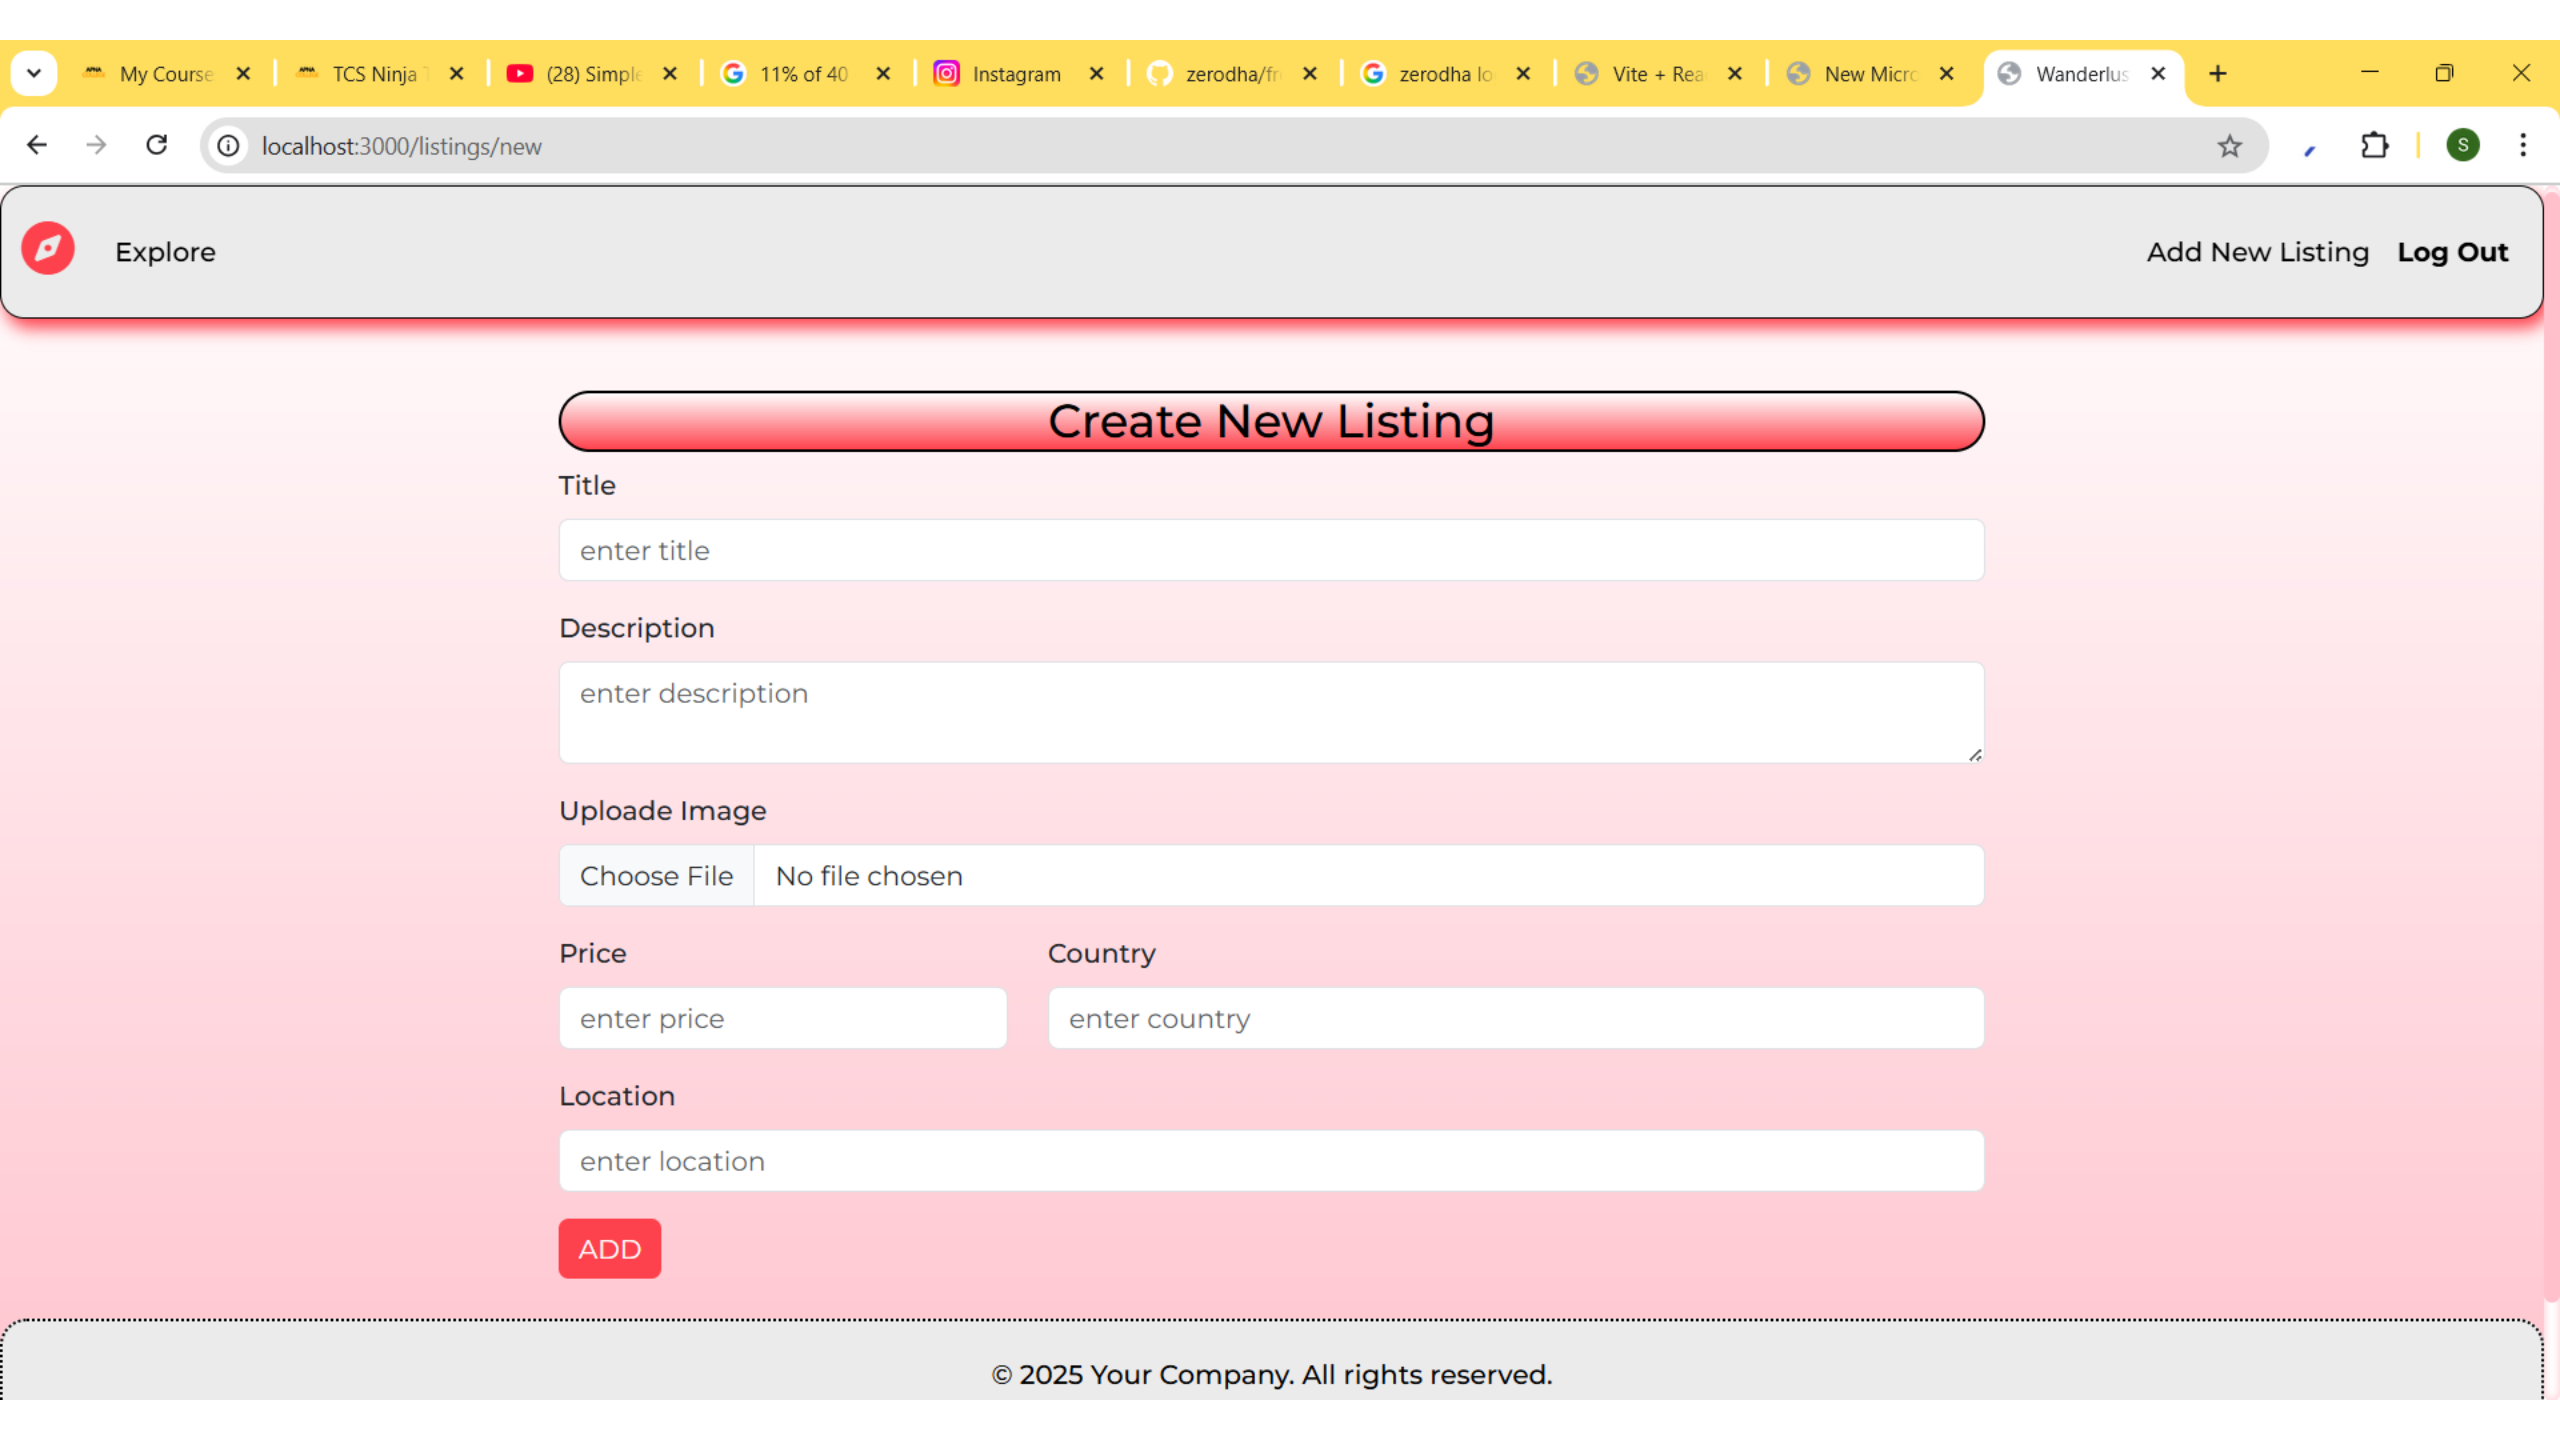 My Course TCS Ninja (28) Simple 11% of 40 Instagram zerodha/fr zerodha lo Vite + Rea New Micro Wanderlus
localhost:3000/listings/new S
Explore Add New Listing Log Out
Create New Listing
Title
enter title
Description
enter description
Uploade Image
Choose File No file chosen
Price Country
enter price enter country
Location
enter location
ADD
© 2025 Your Company. All rights reserved.